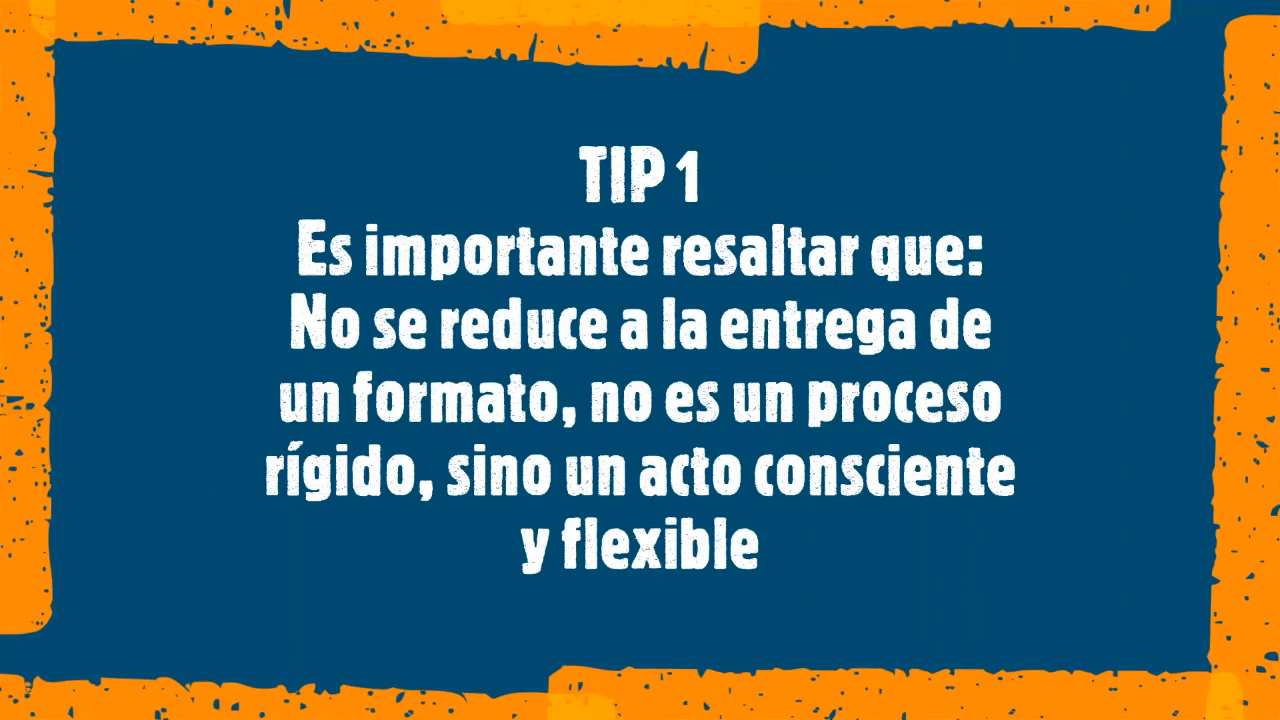 TIP 1
Es importante resaltar que:
No se reduce a la entrega de
un formato, no es un proceso
rígido, sino un acto consciente
y flexible